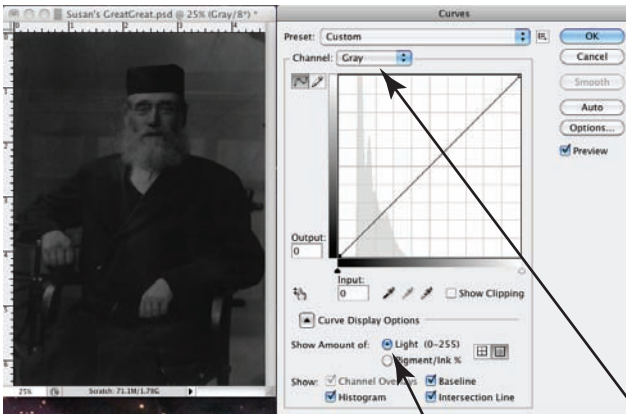 Susan's GreatGreat.psd @ 25% (Gray/8*) *
25%
Scratch: 71.1M/1.79G
Curves
Preset: Custom
OK
Channel: Gray
Cancel
Smooth
Auto
Options...
Preview
Output:
0
Input:
0
Show Clipping
Curve Display Options
Show Amount of: Light (0-255)
Pigment/Ink %
Show: Channel Overlays
Baseline
Histogram
Intersection Line